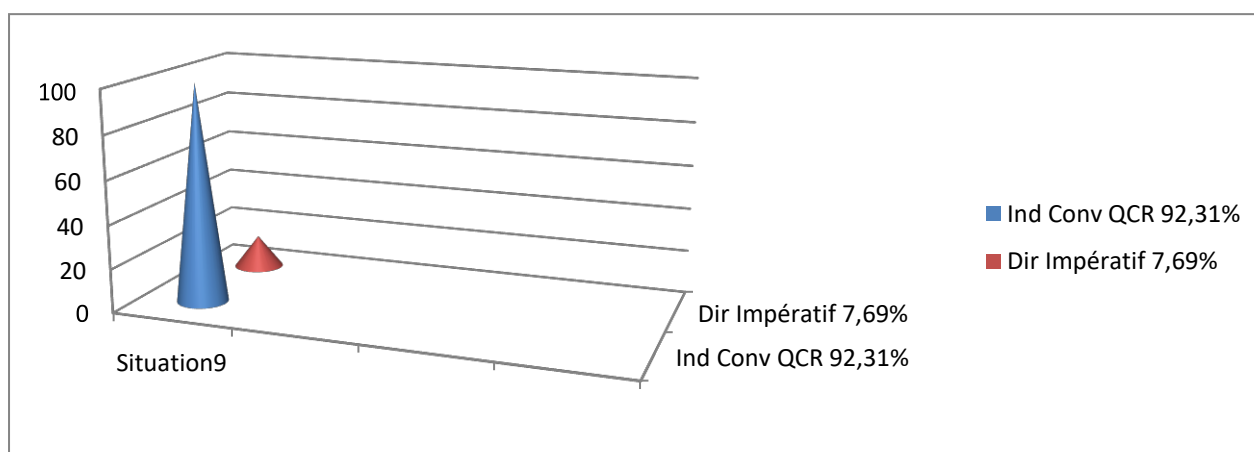 100
80
60
40
20
0
Situation9
Dir Impératif 7,69%
Ind Conv QCR 92,31%
Ind Conv QCR 92,31%
Dir Impératif 7,69%